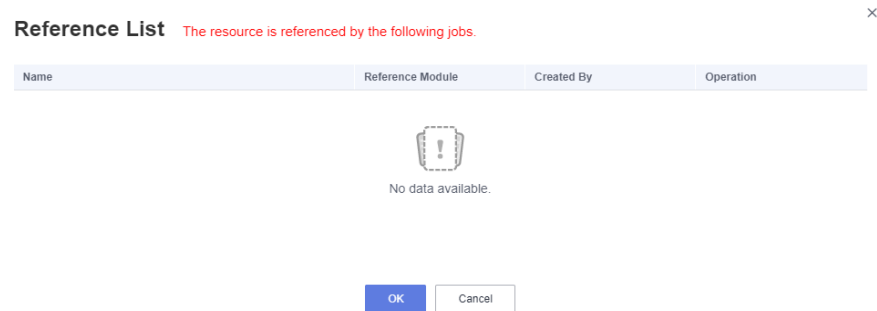 Reference List The resource is referenced by the following jobs.
Name Reference Module Created By Operation
No data available.
OK Cancel